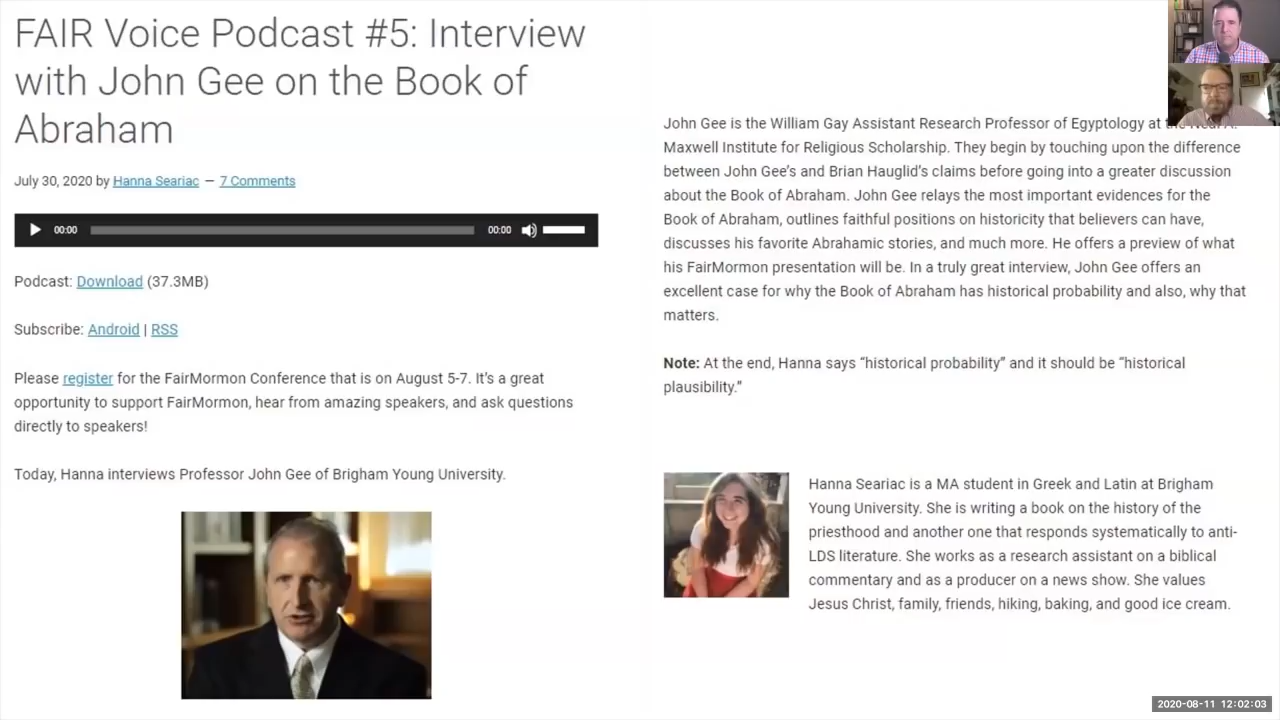 FAIR Voice Podcast #5: Interview
with John Gee on the Book of
Abraham
July 30, 2020 by Hanna Seariac — 7 Comments
00:00 00:00
Podcast: Download (37.3MB)
Subscribe: Android | RSS
Please register for the FairMormon Conference that is on August 5-7. It's a great
opportunity to support FairMormon, hear from amazing speakers, and ask questions
directly to speakers!
Today, Hanna interviews Professor John Gee of Brigham Young University.
John Gee is the William Gay Assistant Research Professor of Egyptology at the Neal A.
Maxwell Institute for Religious Scholarship. They begin by touching upon the difference
between John Gee's and Brian Hauglid's claims before going into a greater discussion
about the Book of Abraham. John Gee relays the most important evidences for the
Book of Abraham, outlines faithful positions on historicity that believers can have,
discusses his favorite Abrahamic stories, and much more. He offers a preview of what
his FairMormon presentation will be. In a truly great interview, John Gee offers an
excellent case for why the Book of Abraham has historical probability and also, why that
matters.
Note: At the end, Hanna says “historical probability” and it should be “historical
plausibility.”
Hanna Seariac is a MA student in Greek and Latin at Brigham
Young University. She is writing a book on the history of the
priesthood and another one that responds systematically to anti-
LDS literature. She works as a research assistant on a biblical
commentary and as a producer on a news show. She values
Jesus Christ, family, friends, hiking, baking, and good ice cream.
2020-08-11 12:02:03